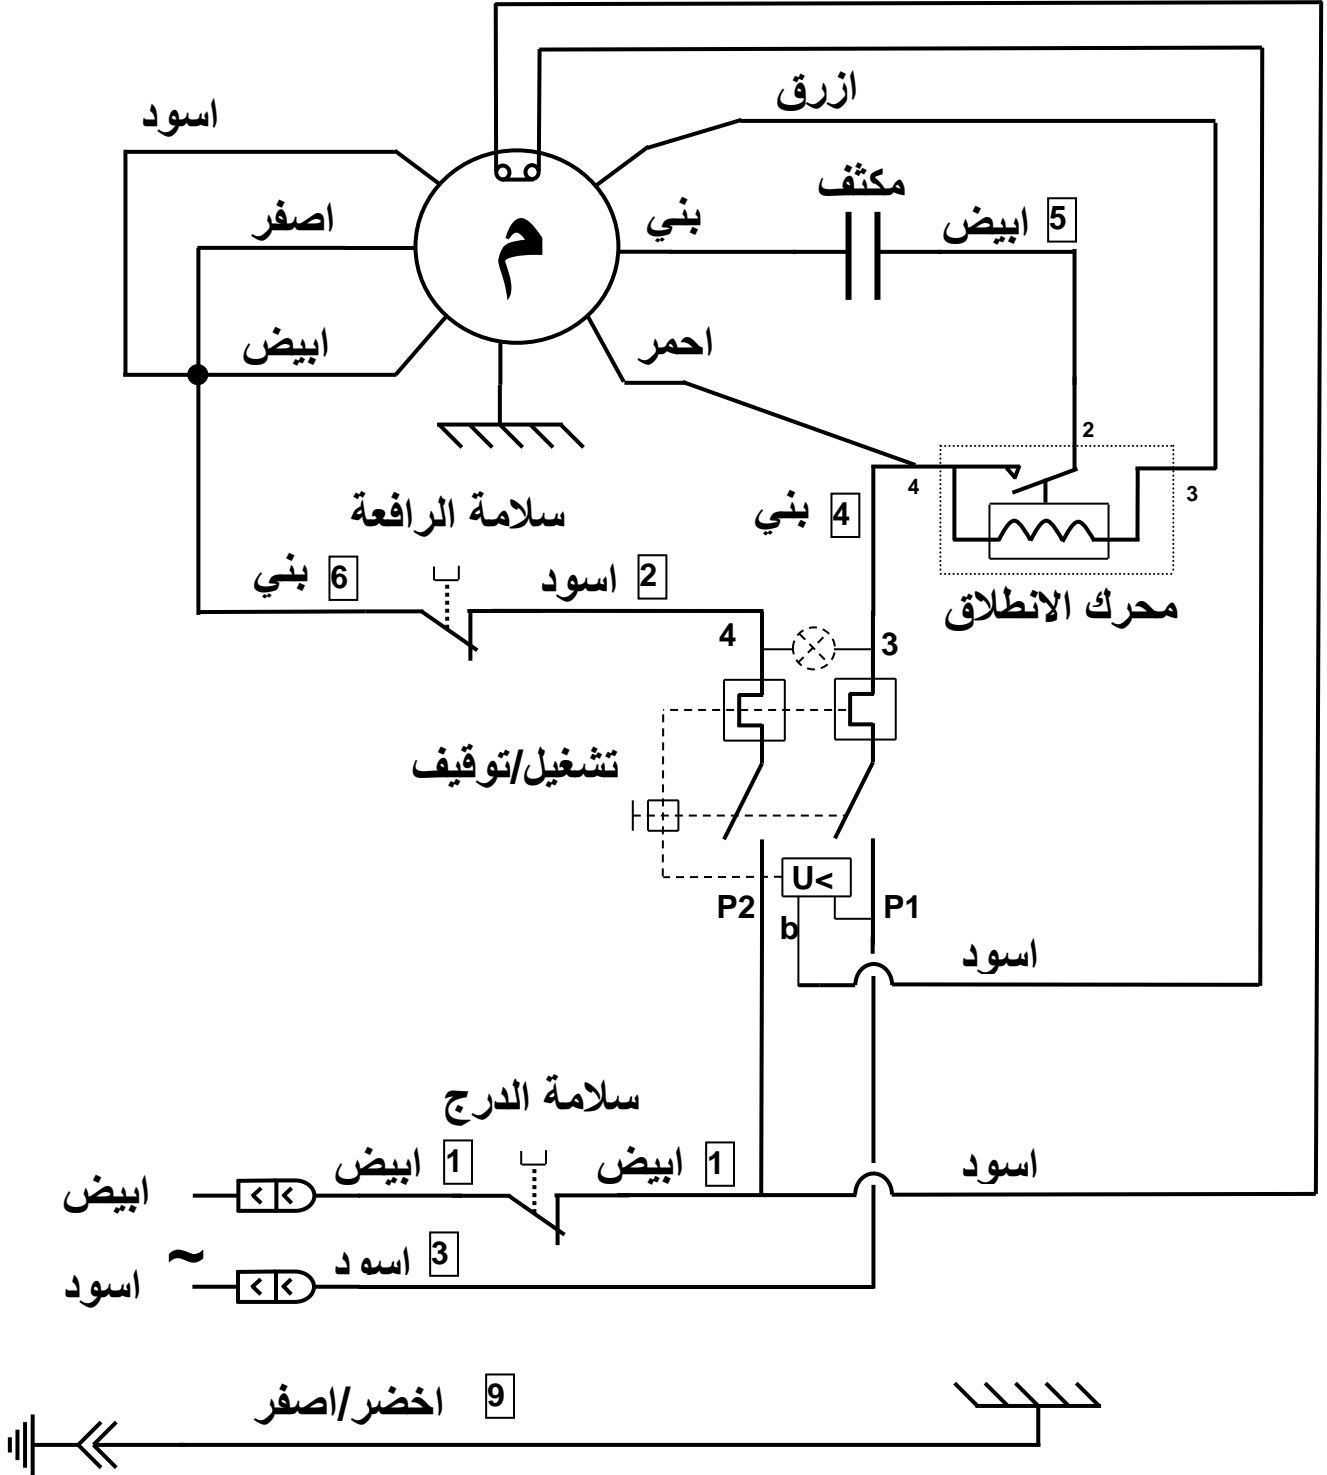 ازرق
اسود
مكثف
اصفر
بني
ابيض 5
م
ابيض
احمر
2
4
3
سلامة الرافعة
بني 4
محرك الانطلاق
بني 6
اسود 2
4
3
تشغيل/توقيف
U<
P2
P1
b
اسود
سلامة الدرج
ابيض
ابيض 1
ابيض 1
اسود
اسود
~
اسود 3
اخضر/اصفر 9